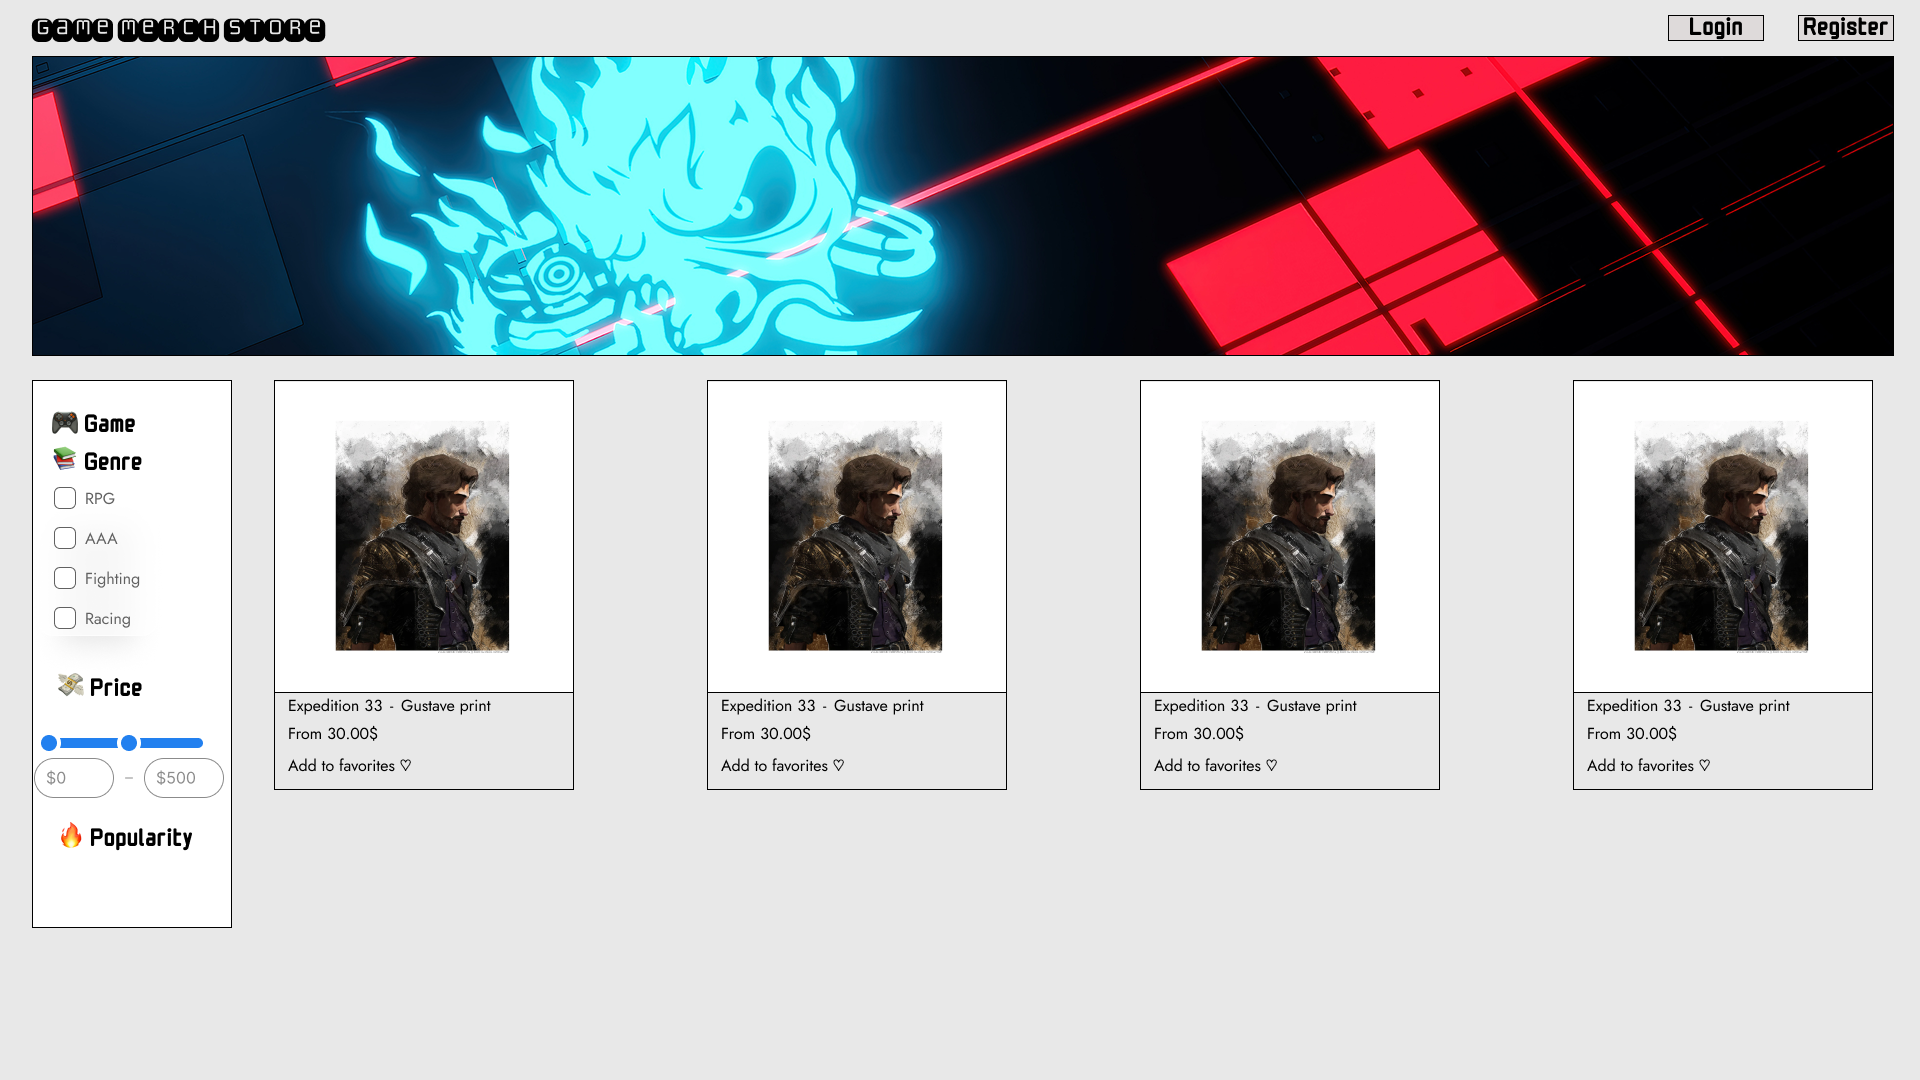 Game Merch Store
Login
Register
🎮 Game
📚 Genre
RPG
AAA
Fighting
Racing
💸 Price
$0 – $500
🔥 Popularity
Expedition 33 - Gustave print
From 30.00$
Add to favorites ♡
Expedition 33 - Gustave print
From 30.00$
Add to favorites ♡
Expedition 33 - Gustave print
From 30.00$
Add to favorites ♡
Expedition 33 - Gustave print
From 30.00$
Add to favorites ♡